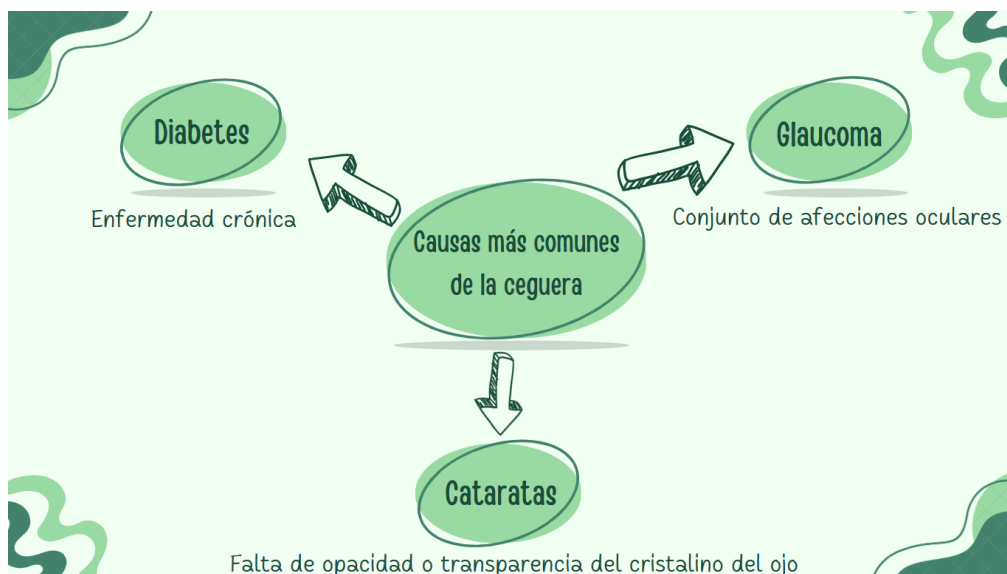 Diabetes
Enfermedad crónica
Glaucoma
Conjunto de afecciones oculares
Causas más comunes
de la ceguera
Cataratas
Falta de opacidad o transparencia del cristalino del ojo